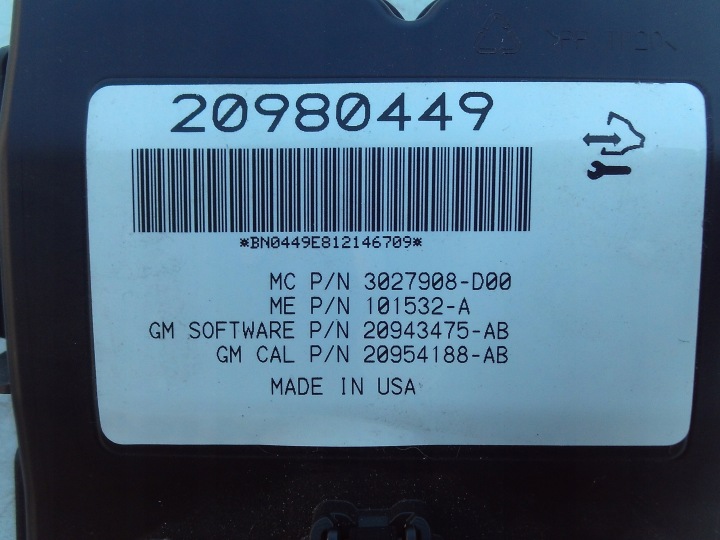 20980449
*BN0449E812146709*
MC P/N 3027908-D00
ME P/N 101532-A
GM SOFTWARE P/N 20943475-AB
GM CAL P/N 20954188-AB
MADE IN USA